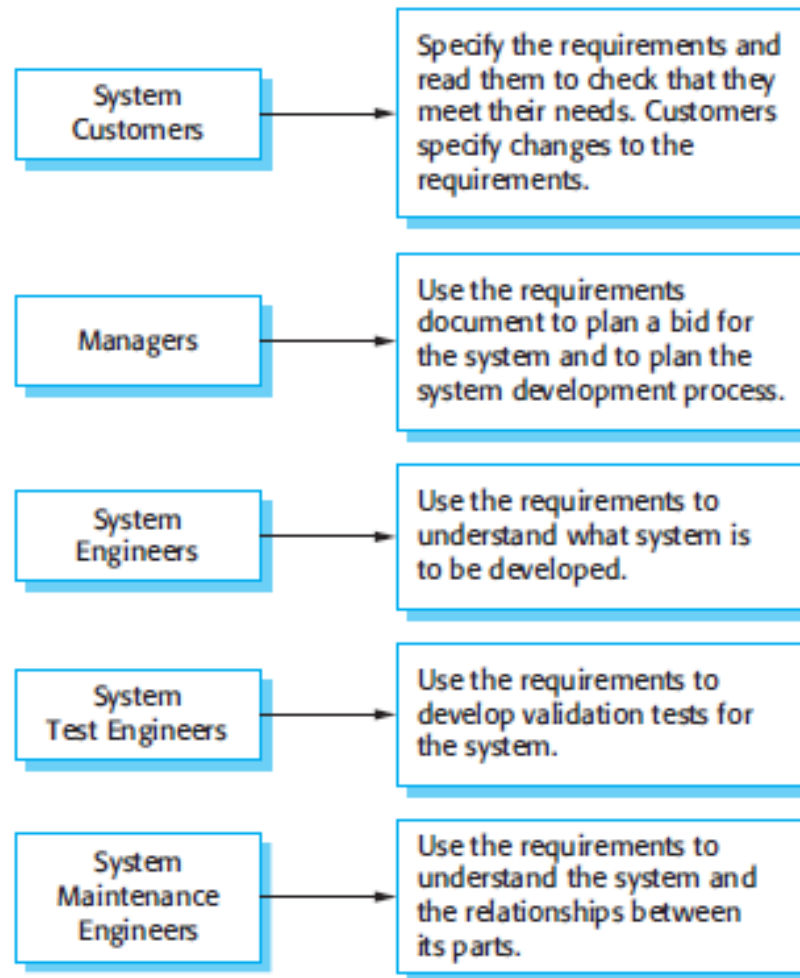 System
Customers
Specify the requirements and
read them to check that they
meet their needs. Customers
specify changes to the
requirements.
Managers
Use the requirements
document to plan a bid for
the system and to plan the
system development process.
System
Engineers
Use the requirements to
understand what system is
to be developed.
System
Test Engineers
Use the requirements to
develop validation tests for
the system.
System
Maintenance
Engineers
Use the requirements to
understand the system and
the relationships between
its parts.